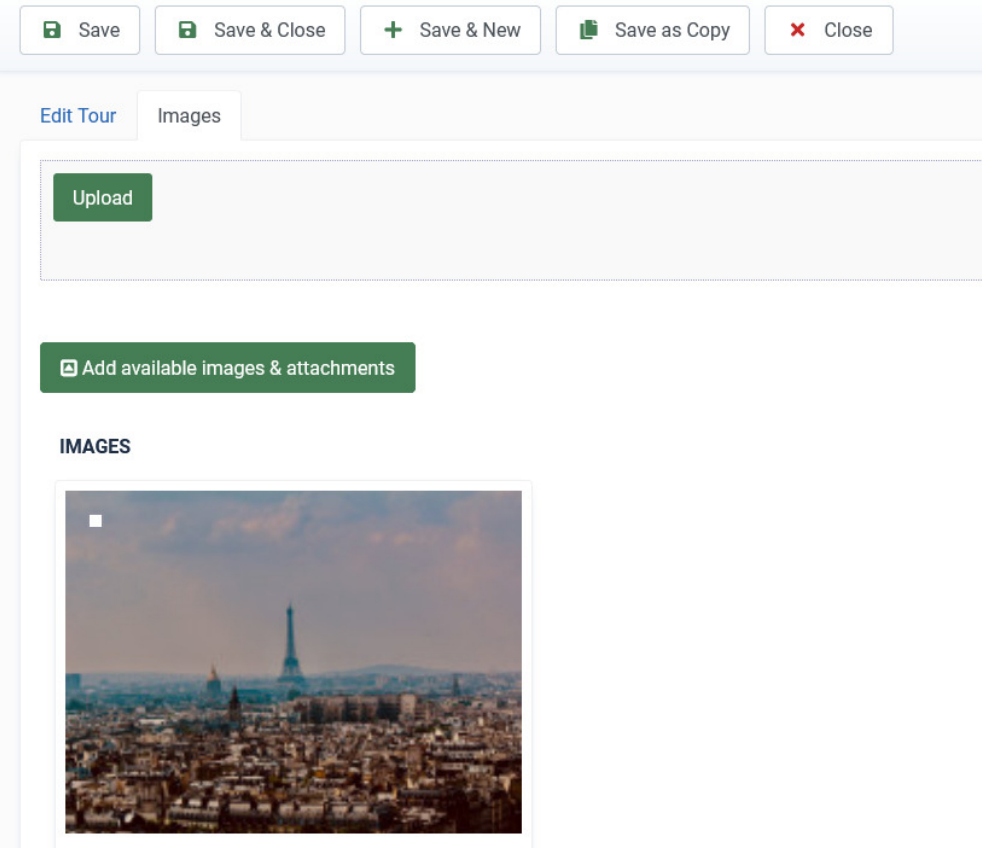 Save Save & Close Save & New Save as Copy Close
Edit Tour Images
Upload
Add available images & attachments
IMAGES